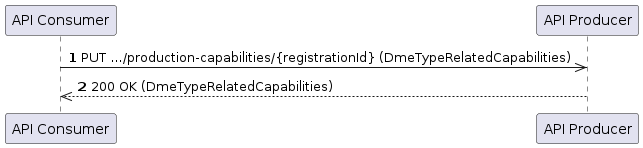 API Consumer
API Producer
1 PUT .../production-capabilities/{registrationId} (DmeTypeRelatedCapabilities)
2 200 OK (DmeTypeRelatedCapabilities)
API Consumer
API Producer